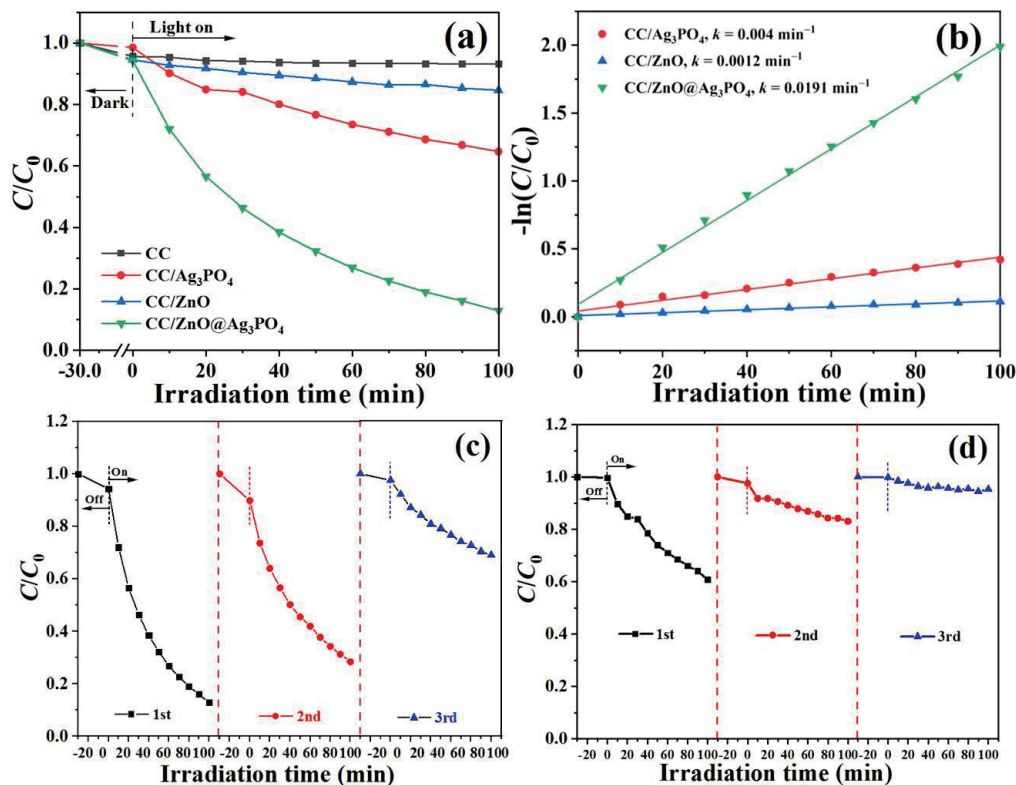 (a)
Light on
Dark
1.0
0.8
0.6
0.4
0.2
0.0
C/C₀
CC
CC/Ag₃PO₄
CC/ZnO
CC/ZnO@Ag₃PO₄
-30.0 0 20 40 60 80 100
Irradiation time (min)
(b)
CC/Ag₃PO₄, k = 0.004 min⁻¹
CC/ZnO, k = 0.0012 min⁻¹
CC/ZnO@Ag₃PO₄, k = 0.0191 min⁻¹
2.0
1.5
1.0
0.5
0.0
-ln(C/C₀)
0 20 40 60 80 100
Irradiation time (min)
(c)
1.2
1.0
0.8
0.6
0.4
0.2
0.0
C/C₀
On
Off
1st
2nd
3rd
-20 0 20 40 60 80 100 -20 0 20 40 60 80 100 -20 0 20 40 60 80 100
Irradiation time (min)
(d)
1.2
1.0
0.8
0.6
0.4
0.2
0.0
C/C₀
On
Off
1st
2nd
3rd
-20 0 20 40 60 80 100 -20 0 20 40 60 80 100 -20 0 20 40 60 80 100
Irradiation time (min)